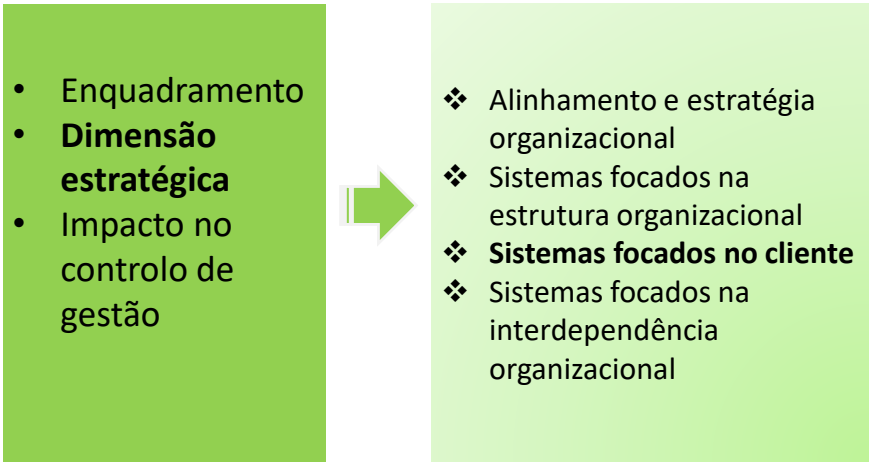 • Enquadramento
• Dimensão
estratégica
• Impacto no
controlo de
gestão
❖ Alinhamento e estratégia
organizacional
❖ Sistemas focados na
estrutura organizacional
❖ Sistemas focados no cliente
❖ Sistemas focados na
interdependência
organizacional